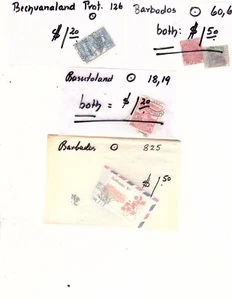 Bechuanaland Prot. 126
$1.20
Barbados 60,6
both: $1.50
Basutoland 18,19
both = $1.20
Barbados 825
$1.50